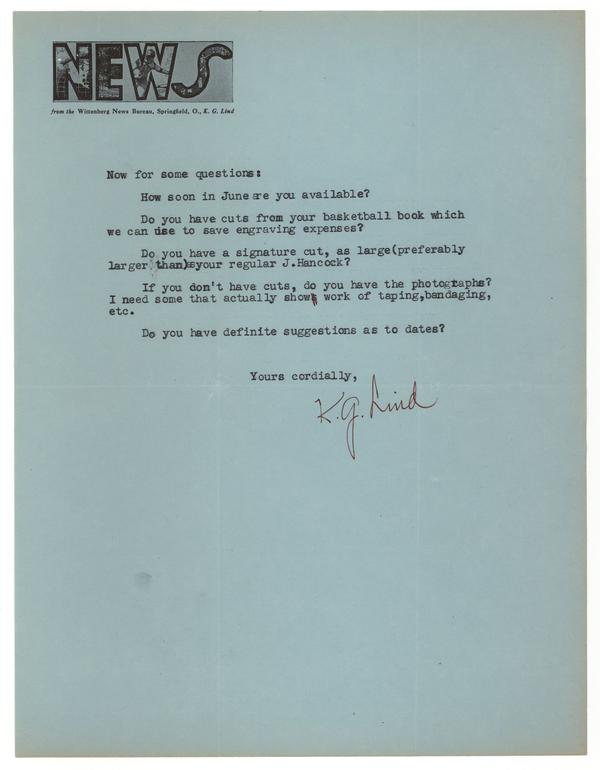 NEWS
from the Wittenberg News Bureau, Springfield, O., K. G. Lind
Now for some questions:
How soon in June are you available?
Do you have cuts from your basketball book which
we can use to save engraving expenses?
Do you have a signature cut, as large(preferably
larger than)as your regular J.Hancock?
If you don't have cuts, do you have the photographs?
I need some that actually show work of taping,bandaging,
etc.
Do you have definite suggestions as to dates?
Yours cordially,
K.G. Lind